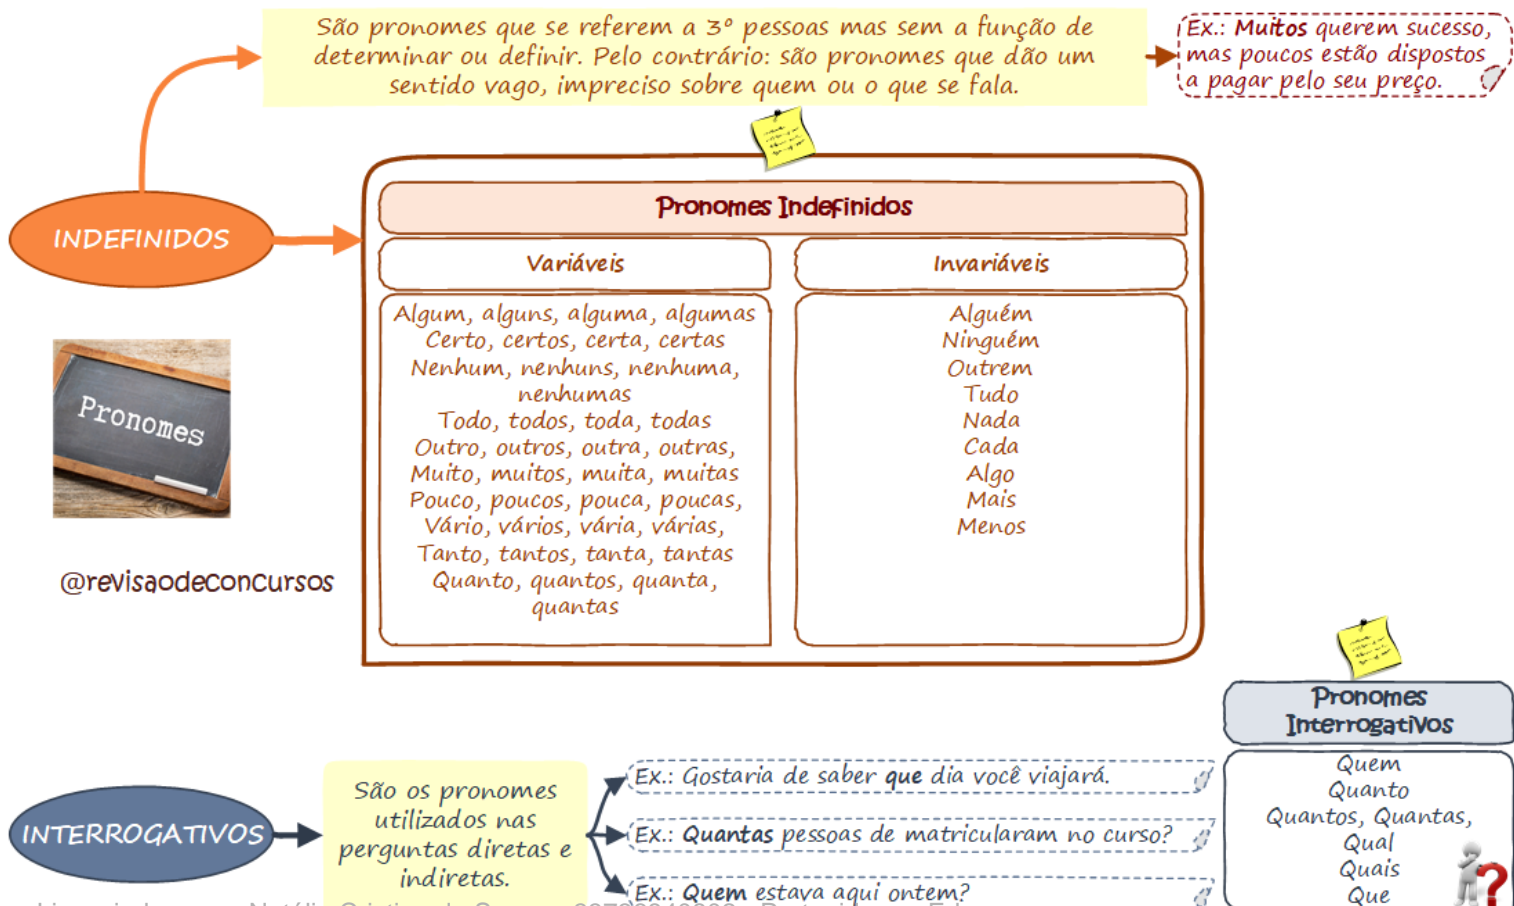 São pronomes que se referem a 3º pessoas mas sem a função de
determinar ou definir. Pelo contrário: são pronomes que dão um
sentido vago, impreciso sobre quem ou o que se fala.
Ex.: Muitos querem sucesso,
mas poucos estão dispostos
a pagar pelo seu preço.
INDEFINIDOS
Pronomes Indefinidos
Variáveis
Algum, alguns, alguma, algumas
Certo, certos, certa, certas
Nenhum, nenhuns, nenhuma,
nenhumas
Todo, todos, toda, todas
Outro, outros, outra, outras,
Muito, muitos, muita, muitas
Pouco, poucos, pouca, poucas,
Vário, vários, vária, várias,
Tanto, tantos, tanta, tantas
Quanto, quantos, quanta,
quantas
Invariáveis
Alguém
Ninguém
Outrem
Tudo
Nada
Cada
Algo
Mais
Menos
Pronomes
@revisaodeconcursos
INTERROGATIVOS
São os pronomes
utilizados nas
perguntas diretas e
indiretas.
Ex.: Gostaria de saber que dia você viajará.
Ex.: Quantas pessoas de matricularam no curso?
Ex.: Quem estava aqui ontem?
Pronomes
Interrogativos
Quem
Quanto
Quantos, Quantas,
Qual
Quais
Que